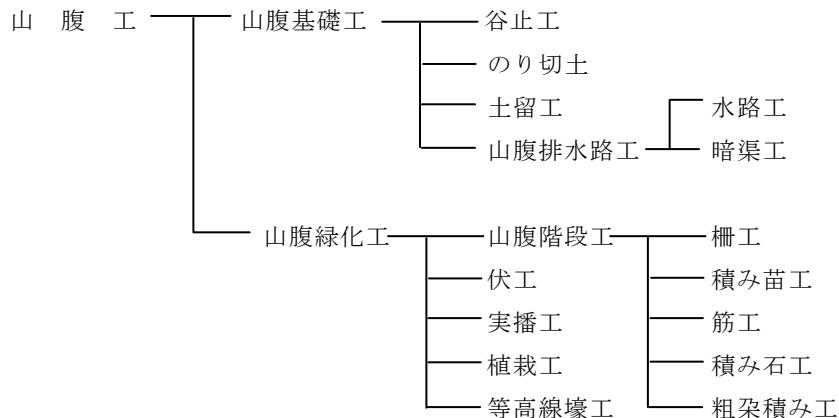 山 腹 工 山腹基礎工 谷止工
のり切土
土留工 水路工
山腹排水路工 暗渠工
山腹緑化工 山腹階段工 柵工
伏工 積み苗工
実播工 筋工
植栽工 積み石工
等高線壕工 粗朶積み工